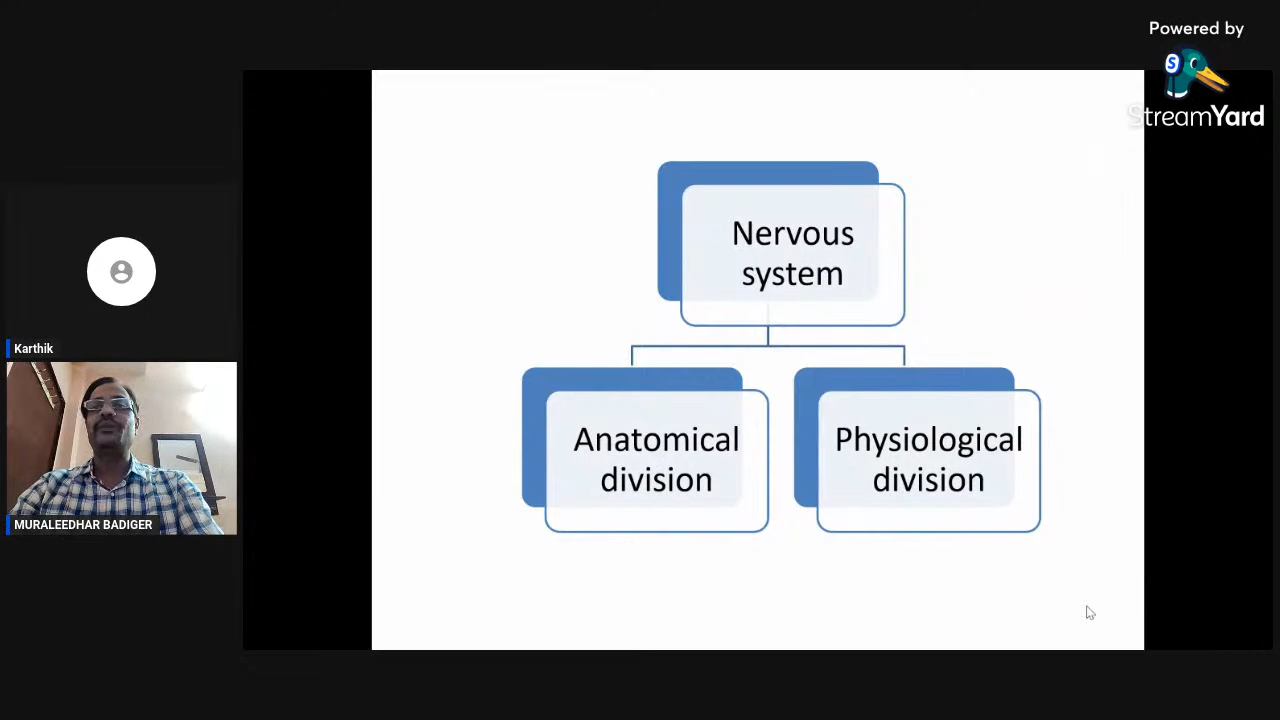 Powered by
StreamYard
Nervous
system
Anatomical
division
Physiological
division
Karthik
MURALEEDHAR BADIGER